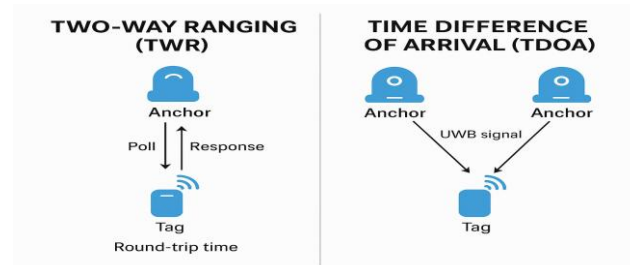 TWO-WAY RANGING
(TWR)
Anchor
Poll
Response
Tag
Round-trip time
TIME DIFFERENCE
OF ARRIVAL (TDOA)
Anchor
Anchor
UWB signal
Tag